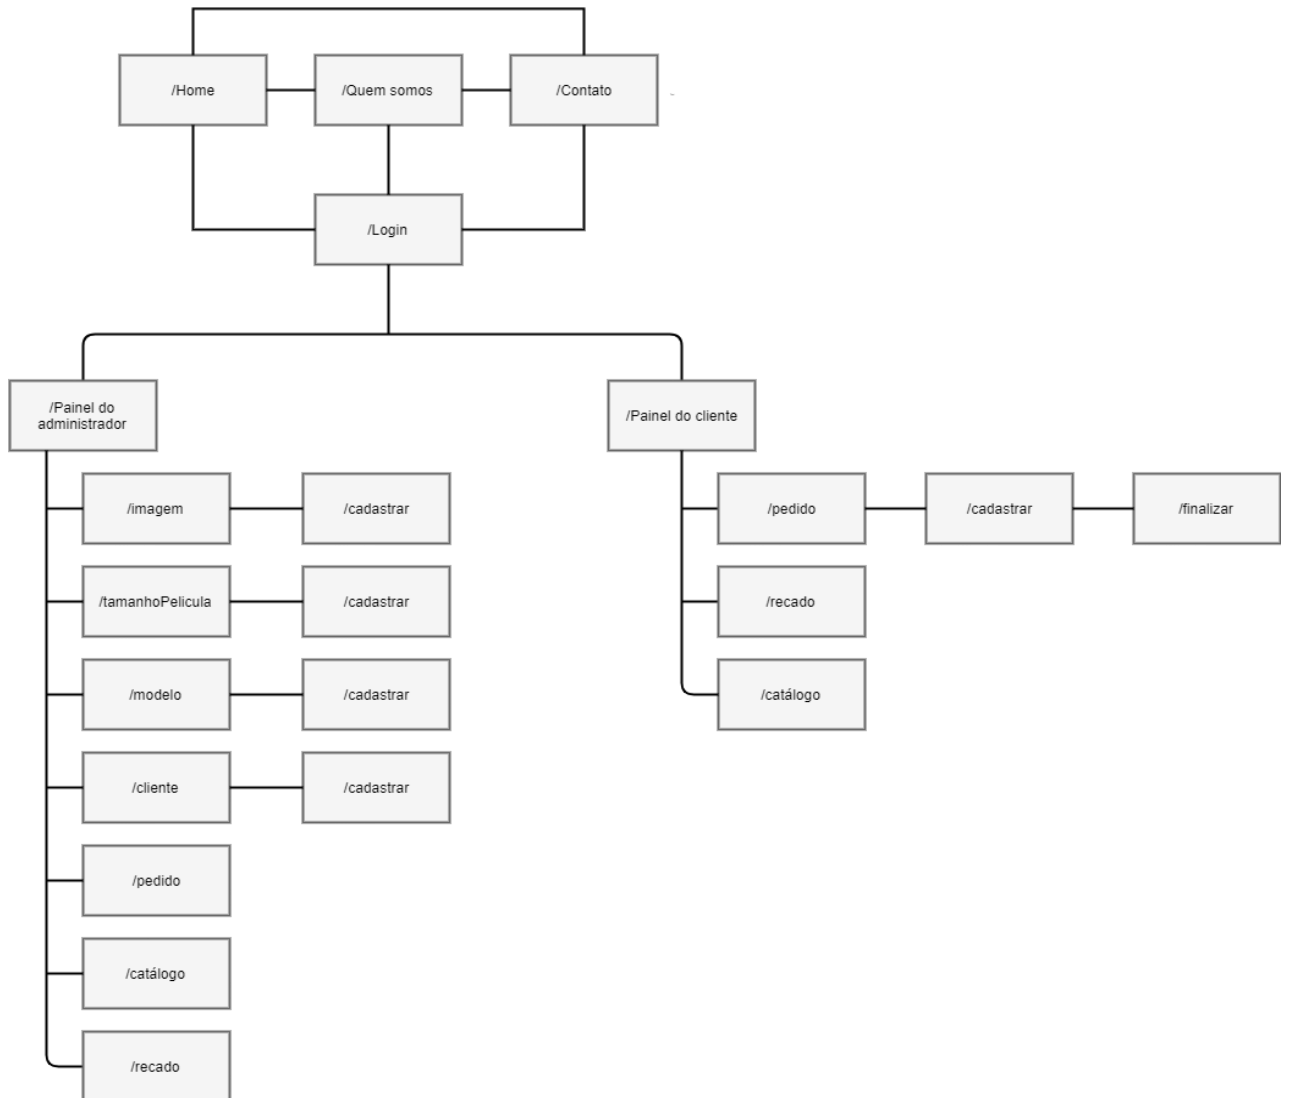 /Home
/Quem somos
/Contato
/Login
/Painel do
administrador
/Painel do cliente
/imagem
/cadastrar
/pedido
/cadastrar
/finalizar
/tamanhoPelicula
/cadastrar
/recado
/modelo
/cadastrar
/catálogo
/cliente
/cadastrar
/pedido
/catálogo
/recado